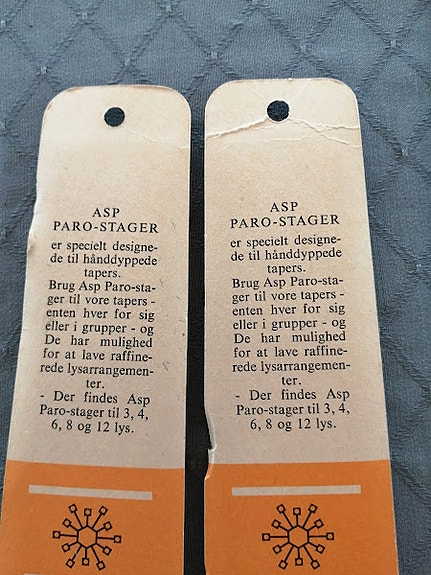 ASP
PARO-STAGER
er specielt designe-
de til hånddyppede
tapers.
Brug Asp Paro-sta-
ger til vore tapers -
enten hver for sig
eller i grupper - og
De har mulighed
for at lave raffine-
rede lysarrangemen-
ter.
- Der findes Asp
Paro-stager til 3, 4,
6, 8 og 12 lys.
ASP
PARO-STAGER
er specielt designe-
de til hånddyppede
tapers.
Brug Asp Paro-sta-
ger til vore tapers -
enten hver for sig
eller i grupper - og
De har mulighed
for at lave raffine-
rede lysarrangemen-
ter.
- Der findes Asp
Paro-stager til 3, 4,
6, 8 og 12 lys.